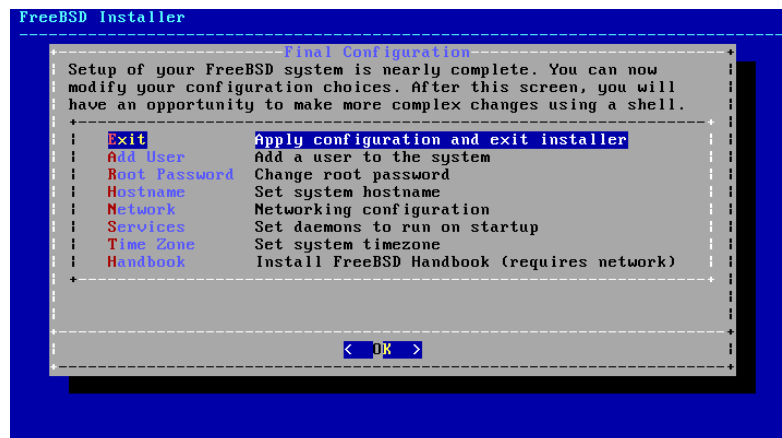 FreeBSD Installer
Final Configuration
Setup of your FreeBSD system is nearly complete. You can now
modify your configuration choices. After this screen, you will
have an opportunity to make more complex changes using a shell.
Exit Apply configuration and exit installer
Add User Add a user to the system
Root Password Change root password
Hostname Set system hostname
Network Networking configuration
Services Set daemons to run on startup
Time Zone Set system timezone
Handbook Install FreeBSD Handbook (requires network)
< OK >